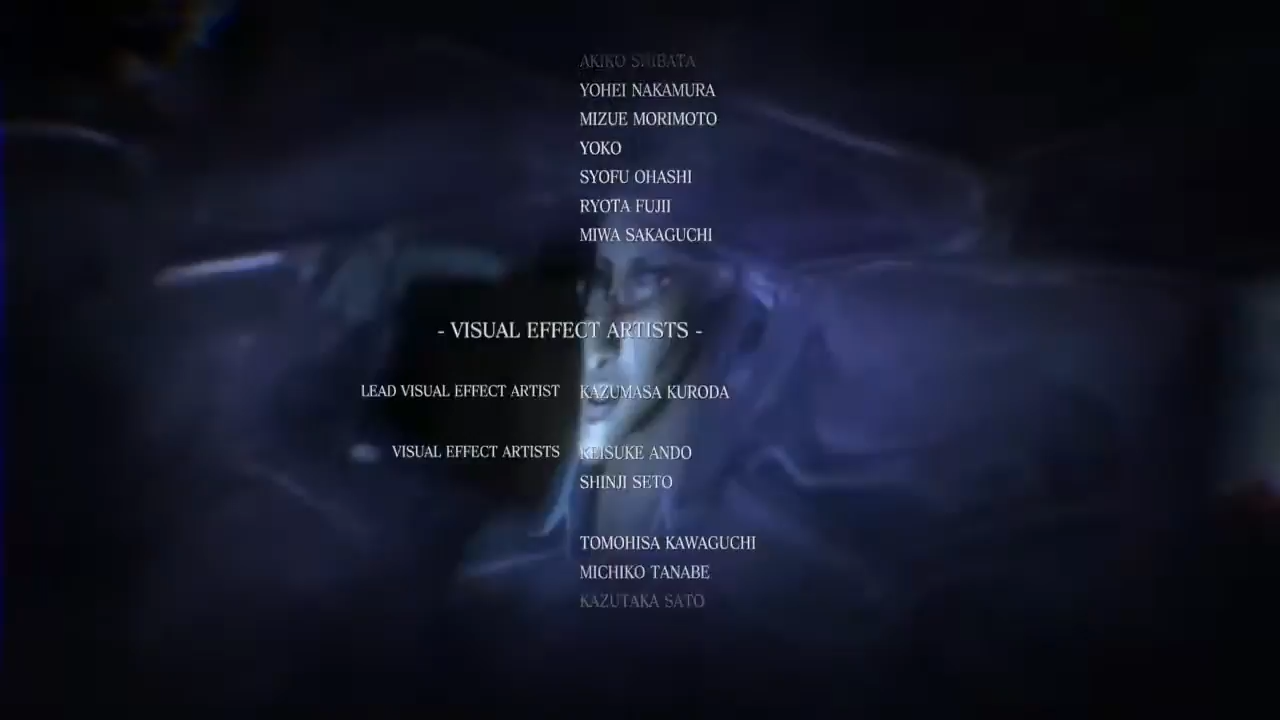 AKIKO SHIBATA
YOHEI NAKAMURA
MIZUE MORIMOTO
YOKO
SYOFU OHASHI
RYOTA FUJII
MIWA SAKAGUCHI
- VISUAL EFFECT ARTISTS -
LEAD VISUAL EFFECT ARTIST KAZUMASA KURODA
VISUAL EFFECT ARTISTS KEISUKE ANDO
SHINJI SETO
TOMOHISA KAWAGUCHI
MICHIKO TANABE
KAZUTAKA SATO